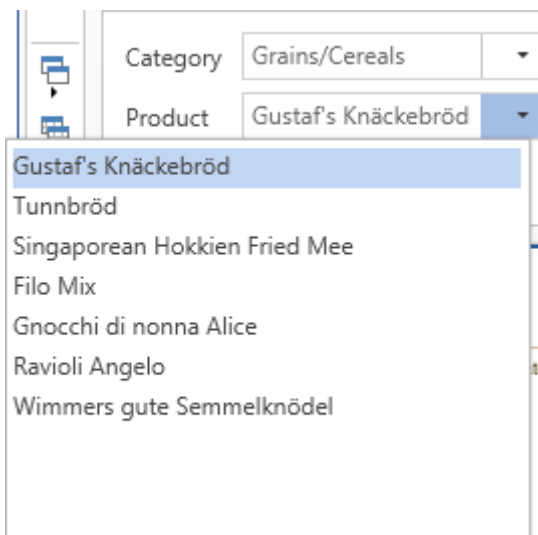 Category Grains/Cereals
Product Gustaf's Knäckebröd
Gustaf's Knäckebröd
Tunnbröd
Singaporean Hokkien Fried Mee
Filo Mix
Gnocchi di nonna Alice
Ravioli Angelo
Wimmers gute Semmelknödel